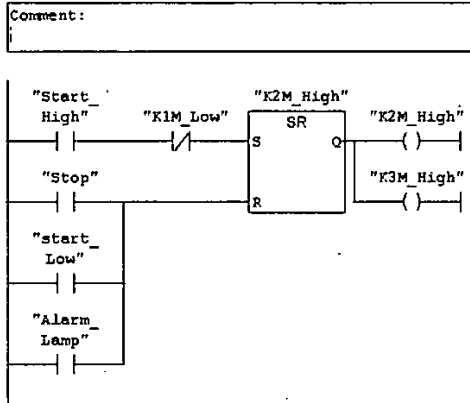 Comment:
"Start_
High"
"K1M_Low"
"K2M_High"
SR
"K2M_High"
S
Q
"Stop"
"K3M_High"
R
"start_
Low"
"Alarm_
Lamp"